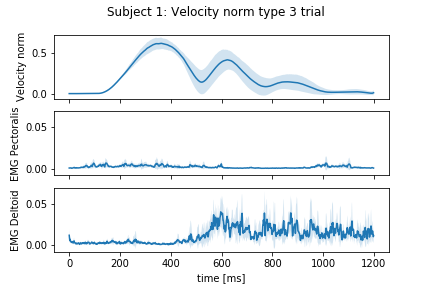 Subject 1: Velocity norm type 3 trial
Velocity norm
0.5
0.0
EMG Pectoralis
0.05
0.00
EMG Deltoid
0.05
0.00
0 200 400 600 800 1000 1200
time [ms]